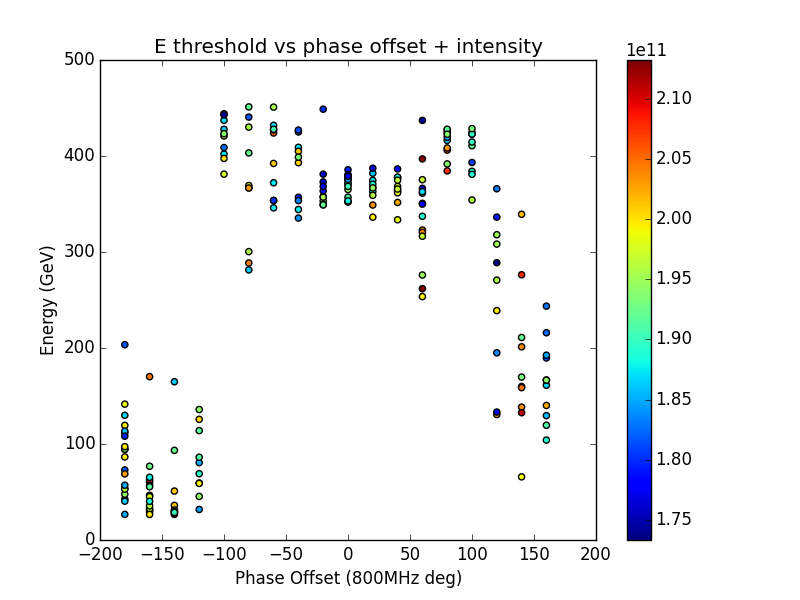 E threshold vs phase offset + intensity
1e11
500
400
300
200
100
0
Energy (GeV)
−200 −150 −100 −50 0 50 100 150 200
Phase Offset (800MHz deg)
2.10
2.05
2.00
1.95
1.90
1.85
1.80
1.75